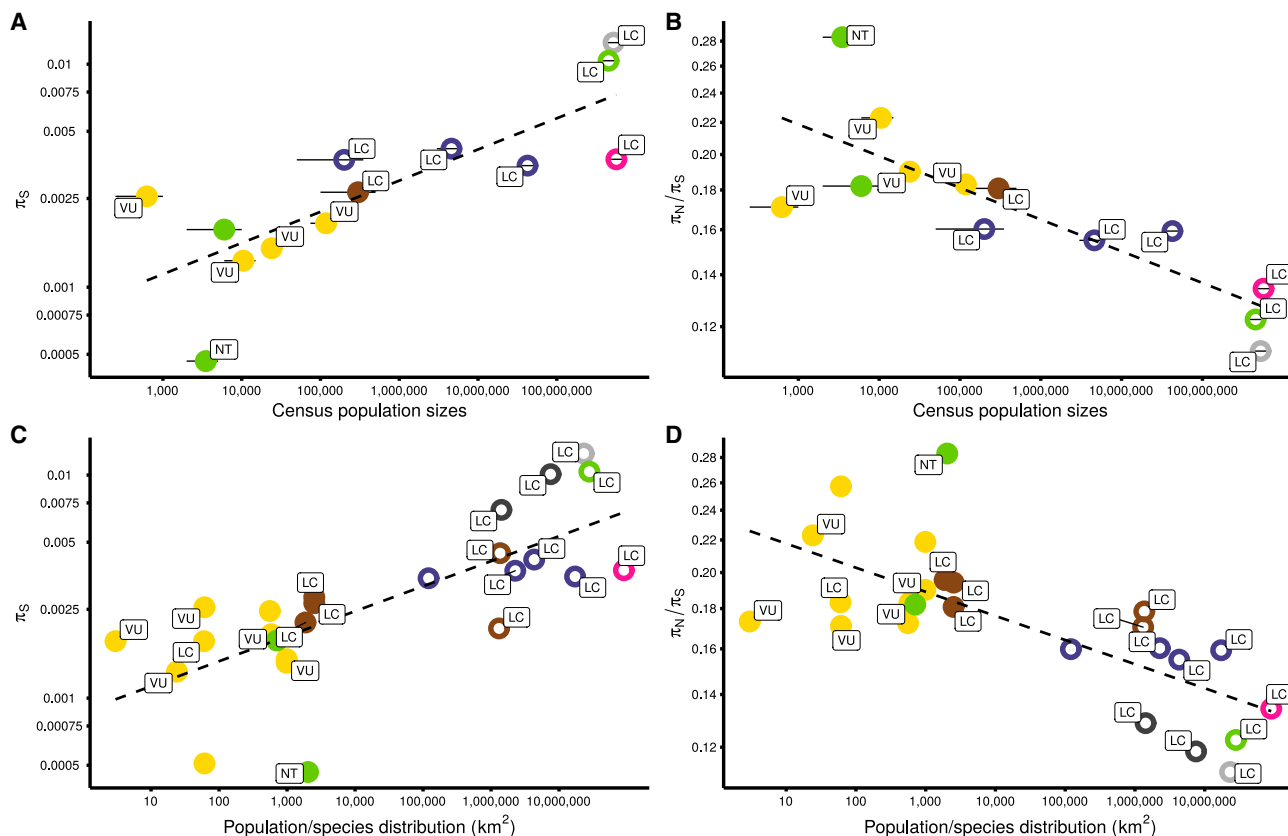 A
0.01
0.0075
0.005
0.0025
0.001
0.00075
0.0005
πS
VU
VU
VU
VU
NT
LC
LC
LC
LC
LC
LC
LC
1,000
10,000
100,000
1,000,000
10,000,000
100,000,000
Census population sizes
B
0.28
0.26
0.24
0.22
0.20
0.18
0.16
0.14
0.12
πN/πS
NT
VU
VU
VU
VU
LC
LC
LC
LC
LC
LC
LC
1,000
10,000
100,000
1,000,000
10,000,000
100,000,000
Census population sizes
C
0.01
0.0075
0.005
0.0025
0.001
0.00075
0.0005
πS
VU
VU
LC
VU
VU
LC
LC
LC
VU
NT
LC
LC
LC
LC
LC
LC
LC
LC
LC
LC
10
100
1,000
10,000
100,000
1,000,000
10,000,000
Population/species distribution (km²)
D
0.28
0.26
0.24
0.22
0.20
0.18
0.16
0.14
0.12
πN/πS
NT
VU
LC
VU
LC
VU
LC
VU
VU
LC
LC
LC
LC
LC
LC
LC
LC
LC
LC
LC
10
100
1,000
10,000
100,000
1,000,000
10,000,000
Population/species distribution (km²)